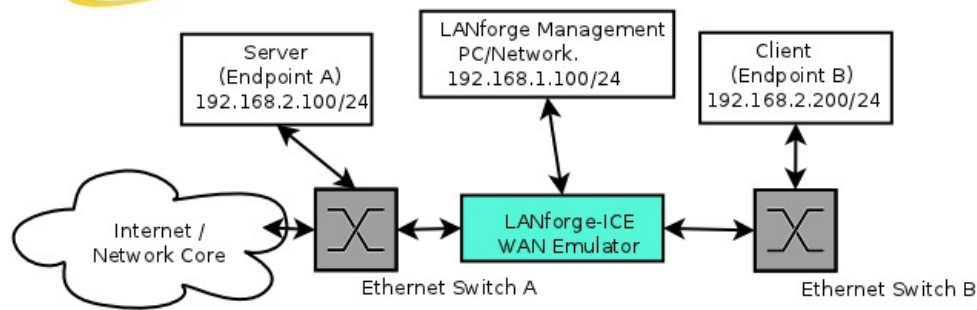 Server
(Endpoint A)
192.168.2.100/24
LANforge Management
PC/Network.
192.168.1.100/24
Client
(Endpoint B)
192.168.2.200/24
Internet /
Network Core
LANforge-ICE
WAN Emulator
Ethernet Switch A
Ethernet Switch B